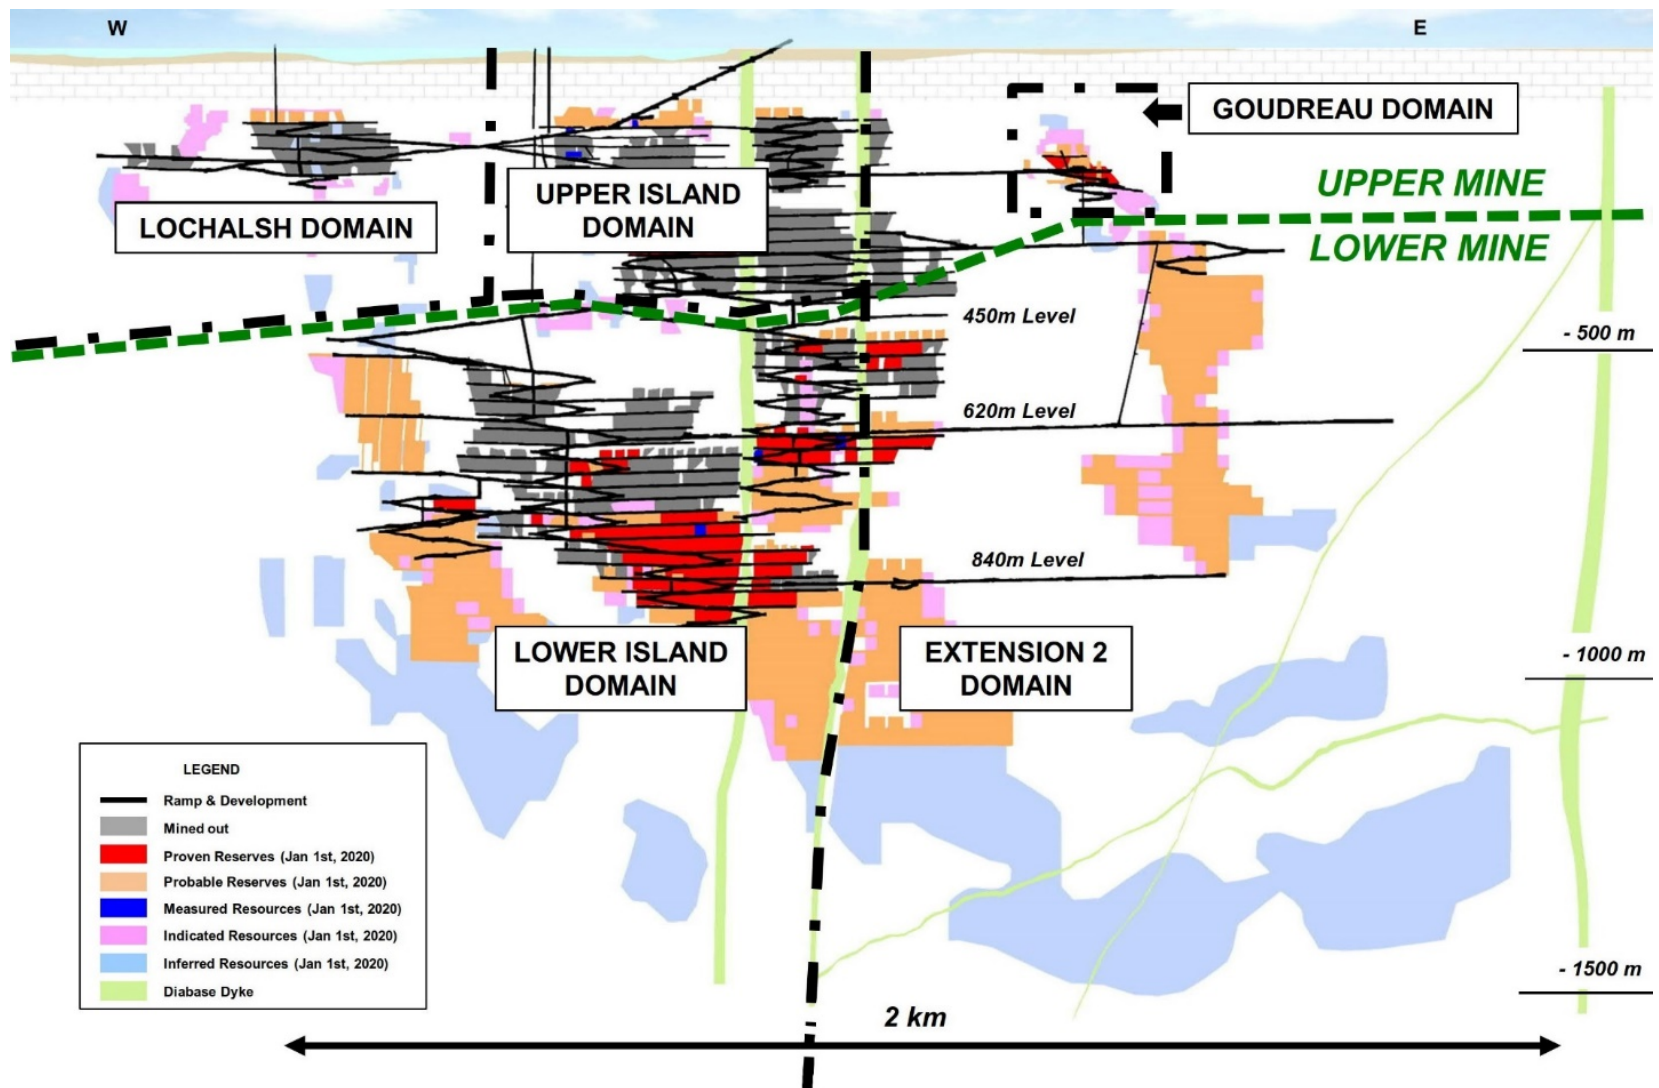 W
E
GOUDREAU DOMAIN
UPPER ISLAND
DOMAIN
LOCHALSH DOMAIN
UPPER MINE
LOWER MINE
450m Level
- 500 m
620m Level
840m Level
LOWER ISLAND
DOMAIN
EXTENSION 2
DOMAIN
- 1000 m
LEGEND
Ramp & Development
Mined out
Proven Reserves (Jan 1st, 2020)
Probable Reserves (Jan 1st, 2020)
Measured Resources (Jan 1st, 2020)
Indicated Resources (Jan 1st, 2020)
Inferred Resources (Jan 1st, 2020)
Diabase Dyke
- 1500 m
2 km